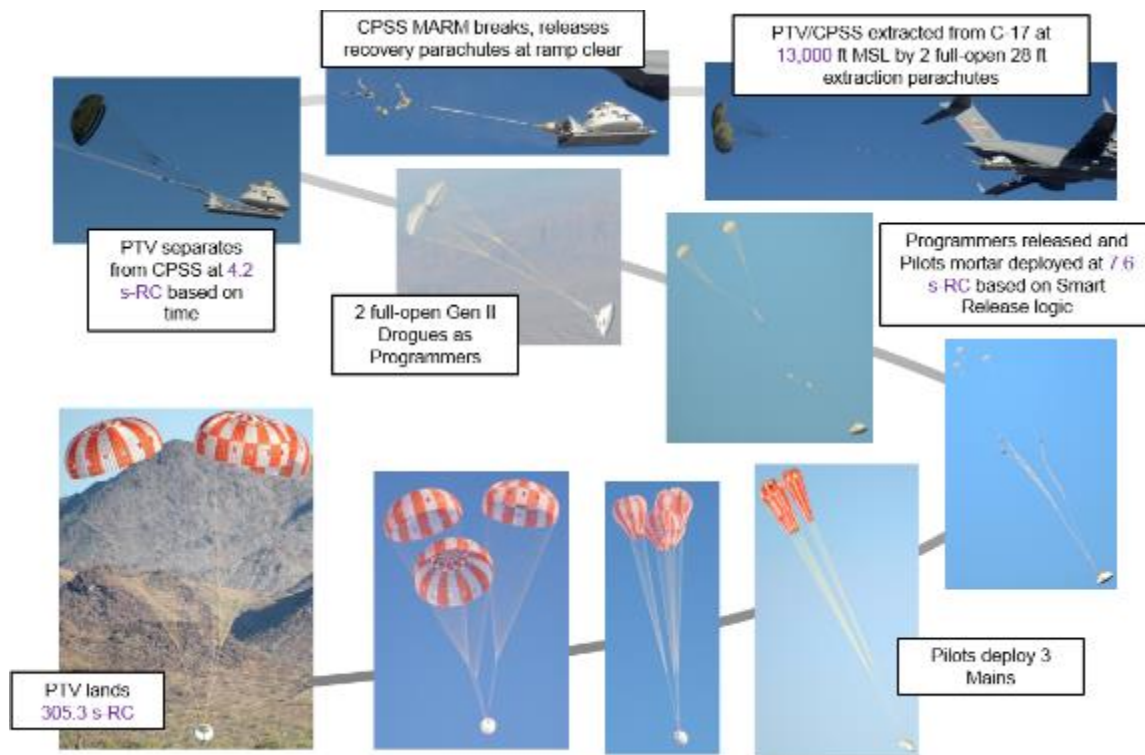 CPSS MARM breaks, releases
recovery parachutes at ramp clear
PTV/CPSS extracted from C-17 at
13,000 ft MSL by 2 full-open 28 ft
extraction parachutes
PTV separates
from CPSS at 4.2
s-RC based on
time
2 full-open Gen II
Drogues as
Programmers
Programmers released and
Pilots mortar deployed at 7.6
s-RC based on Smart
Release logic
PTV lands
305.3 s-RC
Pilots deploy 3
Mains